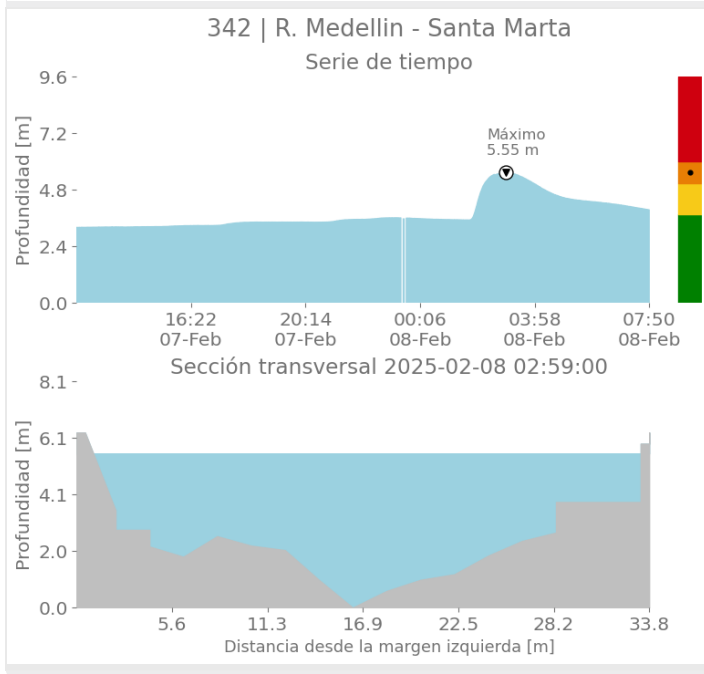 342 | R. Medellin - Santa Marta
Serie de tiempo
9.6
7.2
4.8
2.4
0.0
Profundidad [m]
Máximo
5.55 m
16:22 20:14 00:06 03:58 07:50
07-Feb 07-Feb 08-Feb 08-Feb 08-Feb
Sección transversal 2025-02-08 02:59:00
8.1
6.1
4.1
2.0
0.0
Profundidad [m]
5.6 11.3 16.9 22.5 28.2 33.8
Distancia desde la margen izquierda [m]